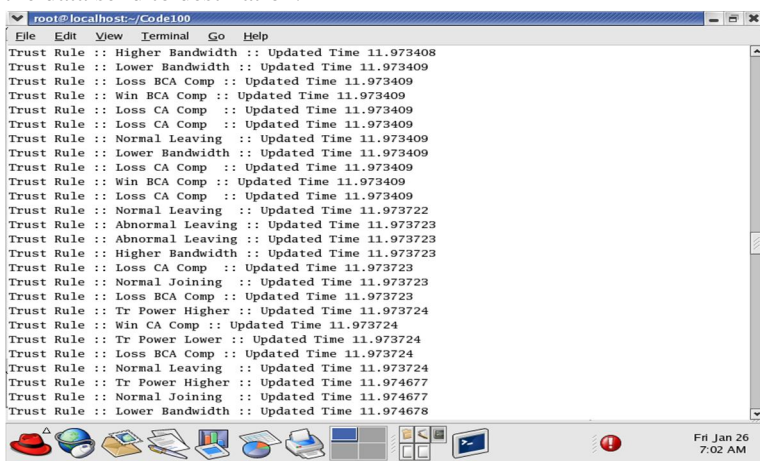 root@localhost:~/Code100
File Edit View Terminal Go Help
Trust Rule :: Higher Bandwidth :: Updated Time 11.973408
Trust Rule :: Lower Bandwidth :: Updated Time 11.973409
Trust Rule :: Loss BCA Comp :: Updated Time 11.973409
Trust Rule :: Win BCA Comp :: Updated Time 11.973409
Trust Rule :: Loss CA Comp :: Updated Time 11.973409
Trust Rule :: Loss CA Comp :: Updated Time 11.973409
Trust Rule :: Normal Leaving :: Updated Time 11.973409
Trust Rule :: Lower Bandwidth :: Updated Time 11.973409
Trust Rule :: Loss CA Comp :: Updated Time 11.973409
Trust Rule :: Win BCA Comp :: Updated Time 11.973409
Trust Rule :: Loss CA Comp :: Updated Time 11.973409
Trust Rule :: Normal Leaving :: Updated Time 11.973722
Trust Rule :: Abnormal Leaving :: Updated Time 11.973723
Trust Rule :: Abnormal Leaving :: Updated Time 11.973723
Trust Rule :: Higher Bandwidth :: Updated Time 11.973723
Trust Rule :: Loss CA Comp :: Updated Time 11.973723
Trust Rule :: Normal Joining :: Updated Time 11.973723
Trust Rule :: Loss BCA Comp :: Updated Time 11.973723
Trust Rule :: Tr Power Higher :: Updated Time 11.973724
Trust Rule :: Win CA Comp :: Updated Time 11.973724
Trust Rule :: Tr Power Lower :: Updated Time 11.973724
Trust Rule :: Loss BCA Comp :: Updated Time 11.973724
Trust Rule :: Normal Leaving :: Updated Time 11.973724
Trust Rule :: Tr Power Higher :: Updated Time 11.974677
Trust Rule :: Normal Joining :: Updated Time 11.974677
Trust Rule :: Lower Bandwidth :: Updated Time 11.974678
Fri Jan 26
7:02 AM